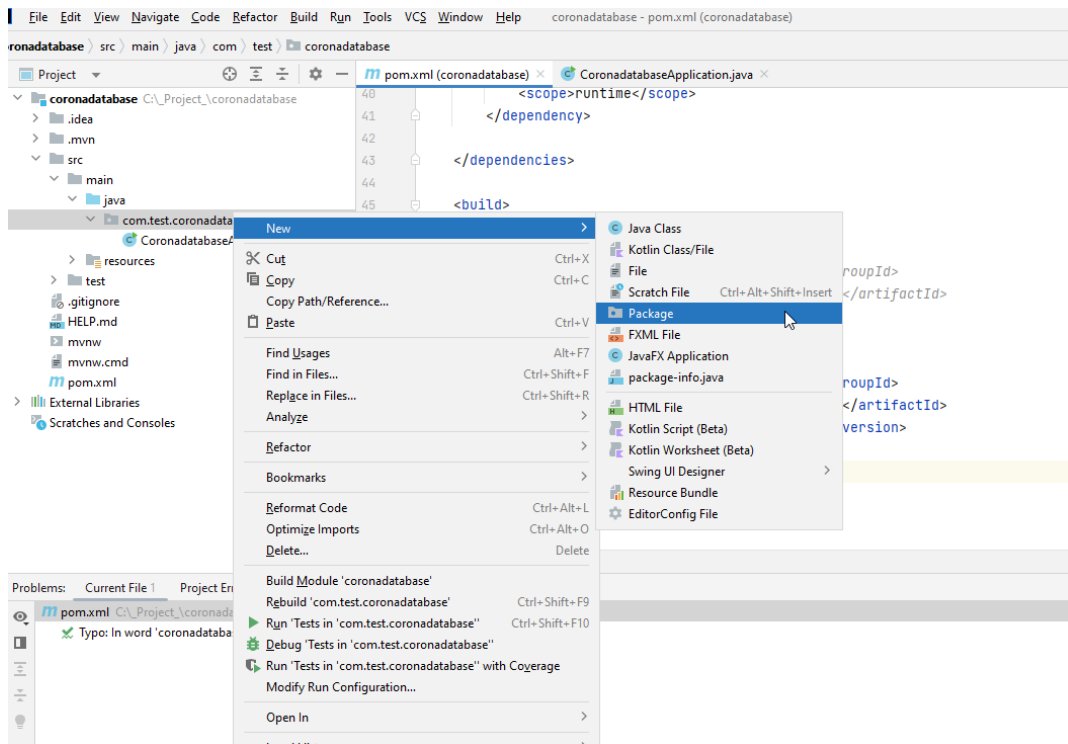 File Edit View Navigate Code Refactor Build Run Tools VCS Window Help coronadatabase - pom.xml (coronadatabase)
oronadatabase src main java com test coronadatabase
Project
pom.xml (coronadatabase) CoronadatabaseApplication.java
coronadatabase C:\_Project_\coronadatabase
.idea
.mvn
src
main
java
com.test.coronadata
CoronadatabaseA
resources
test
.gitignore
HELP.md
mvnw
mvnw.cmd
pom.xml
External Libraries
Scratches and Consoles
40 <scope>runtime</scope>
41 </dependency>
42
43 </dependencies>
44
45 <build>
roupId>
</artifactId>
roupId>
</artifactId>
version>
New
Cut Ctrl+X
Copy Ctrl+C
Copy Path/Reference...
Paste Ctrl+V
Find Usages Alt+F7
Find in Files... Ctrl+Shift+F
Replace in Files... Ctrl+Shift+R
Analyze
Refactor
Bookmarks
Reformat Code Ctrl+Alt+L
Optimize Imports Ctrl+Alt+O
Delete... Delete
Build Module 'coronadatabase'
Rebuild 'com.test.coronadatabase' Ctrl+Shift+F9
Run 'Tests in 'com.test.coronadatabase'' Ctrl+Shift+F10
Debug 'Tests in 'com.test.coronadatabase''
Run 'Tests in 'com.test.coronadatabase'' with Coverage
Modify Run Configuration...
Open In
Java Class
Kotlin Class/File
File
Scratch File Ctrl+Alt+Shift+Insert
Package
FXML File
JavaFX Application
package-info.java
HTML File
Kotlin Script (Beta)
Kotlin Worksheet (Beta)
Swing UI Designer
Resource Bundle
EditorConfig File
Problems: Current File 1 Project Er
pom.xml C:\_Project_\coronada
Typo: In word 'coronadataba